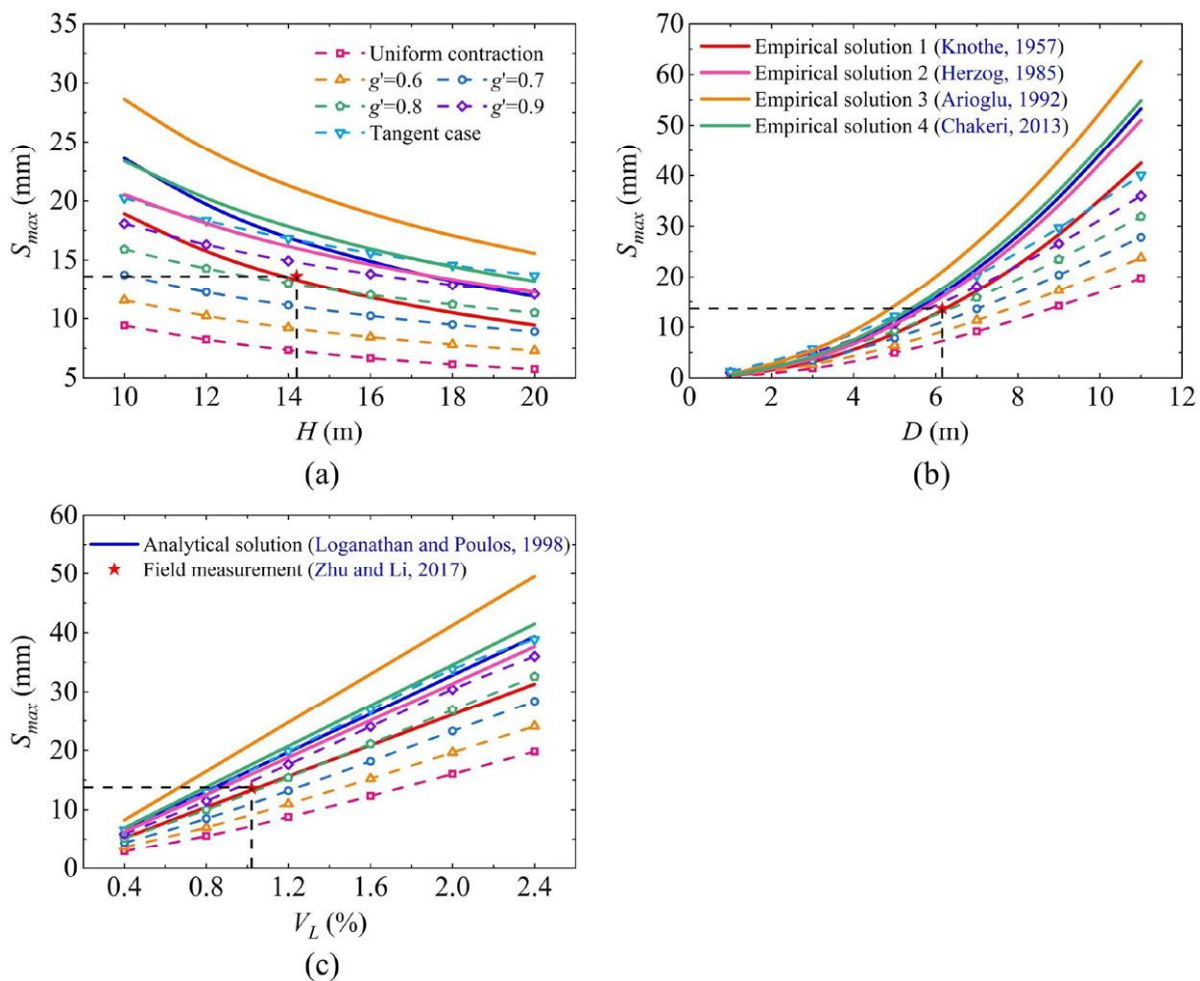 35
30
25
20
15
10
5
S_max (mm)
Uniform contraction
g'=0.6 g'=0.7
g'=0.8 g'=0.9
Tangent case
10 12 14 16 18 20
H (m)
(a)
70
60
50
40
30
20
10
0
S_max (mm)
Empirical solution 1 (Knothe, 1957)
Empirical solution 2 (Herzog, 1985)
Empirical solution 3 (Arioglu, 1992)
Empirical solution 4 (Chakeri, 2013)
0 2 4 6 8 10 12
D (m)
(b)
60
50
40
30
20
10
0
S_max (mm)
Analytical solution (Loganathan and Poulos, 1998)
Field measurement (Zhu and Li, 2017)
0.4 0.8 1.2 1.6 2.0 2.4
V_L (%)
(c)